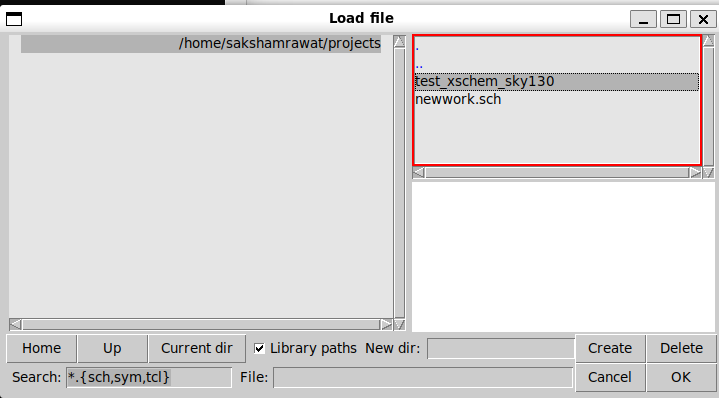 Load file
/home/sakshamrawat/projects
.
..
test_xschem_sky130
newwork.sch
Home Up Current dir Library paths New dir: Create Delete
Search: *.{sch,sym,tcl} File: Cancel OK